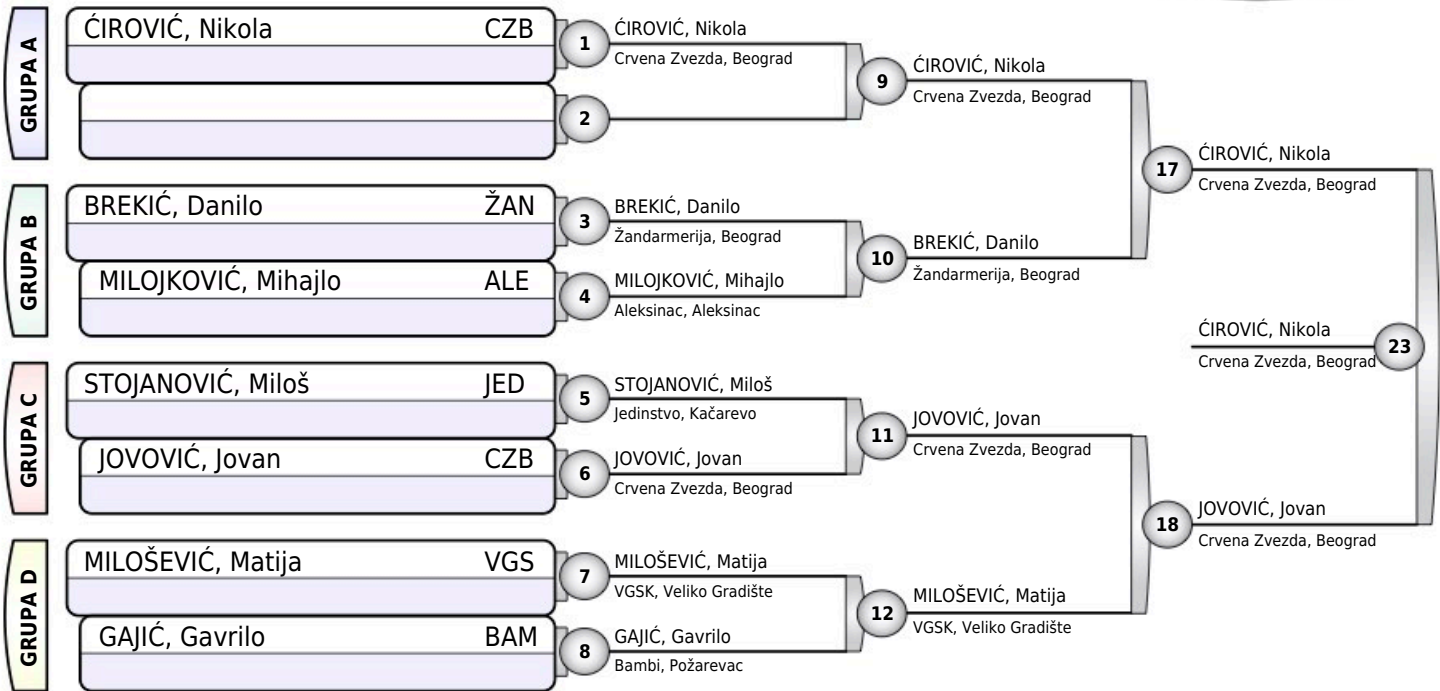 GRUPA A
ĆIROVIĆ, Nikola CZB
1
ĆIROVIĆ, Nikola
Crvena Zvezda, Beograd
2
9
ĆIROVIĆ, Nikola
Crvena Zvezda, Beograd
GRUPA B
BREKIĆ, Danilo ŽAN
3
BREKIĆ, Danilo
Žandarmerija, Beograd
MILOJKOVIĆ, Mihajlo ALE
4
MILOJKOVIĆ, Mihajlo
Aleksinac, Aleksinac
10
BREKIĆ, Danilo
Žandarmerija, Beograd
17
ĆIROVIĆ, Nikola
Crvena Zvezda, Beograd
GRUPA C
STOJANOVIĆ, Miloš JED
5
STOJANOVIĆ, Miloš
Jedinstvo, Kačarevo
JOVOVIĆ, Jovan CZB
6
JOVOVIĆ, Jovan
Crvena Zvezda, Beograd
11
JOVOVIĆ, Jovan
Crvena Zvezda, Beograd
GRUPA D
MILOŠEVIĆ, Matija VGS
7
MILOŠEVIĆ, Matija
VGSK, Veliko Gradište
GAJIĆ, Gavrilo BAM
8
GAJIĆ, Gavrilo
Bambi, Požarevac
12
MILOŠEVIĆ, Matija
VGSK, Veliko Gradište
18
JOVOVIĆ, Jovan
Crvena Zvezda, Beograd
ĆIROVIĆ, Nikola
Crvena Zvezda, Beograd
23